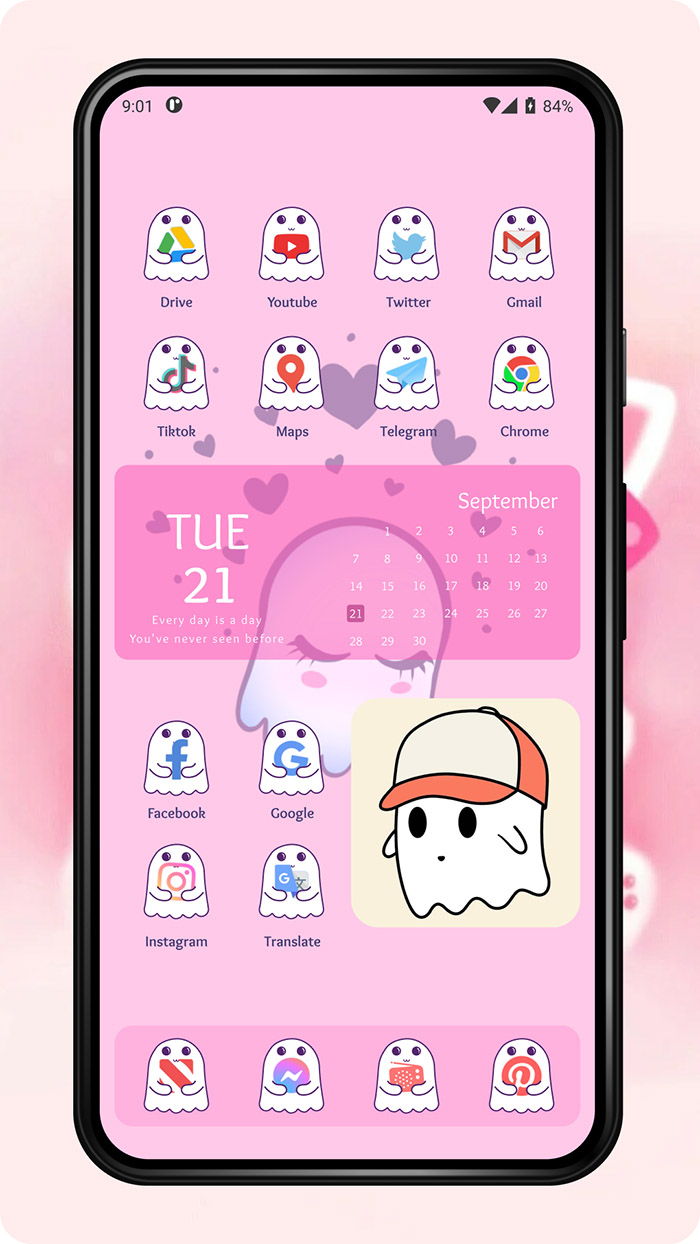 9:01 84%
Drive Youtube Twitter Gmail
Tiktok Maps Telegram Chrome
September
TUE
21
Every day is a day
You've never seen before
1 2 3 4 5 6
7 8 9 10 11 12 13
14 15 16 17 18 19 20
21 22 23 24 25 26 27
28 29 30
Facebook Google
Instagram Translate